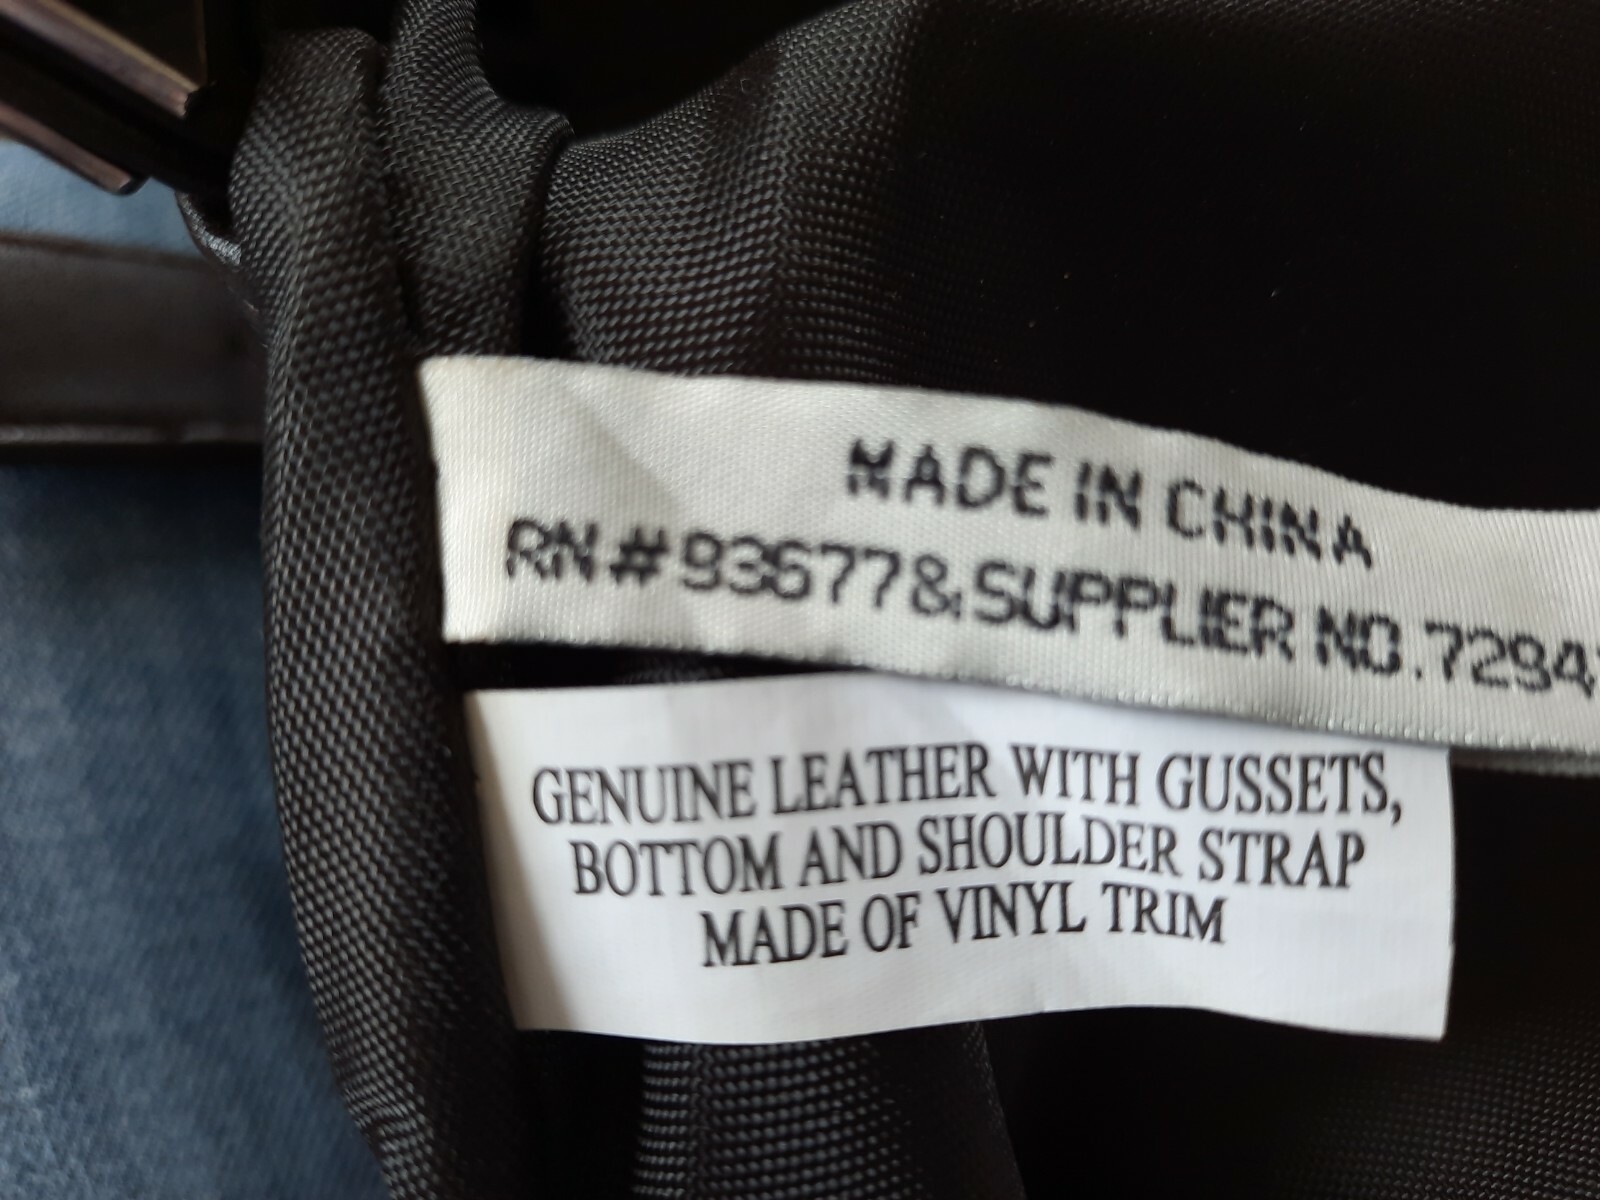 MADE IN CHINA
RN#93677&SUPPLIER NO.
GENUINE LEATHER WITH GUSSETS,
BOTTOM AND SHOULDER STRAP
MADE OF VINYL TRIM